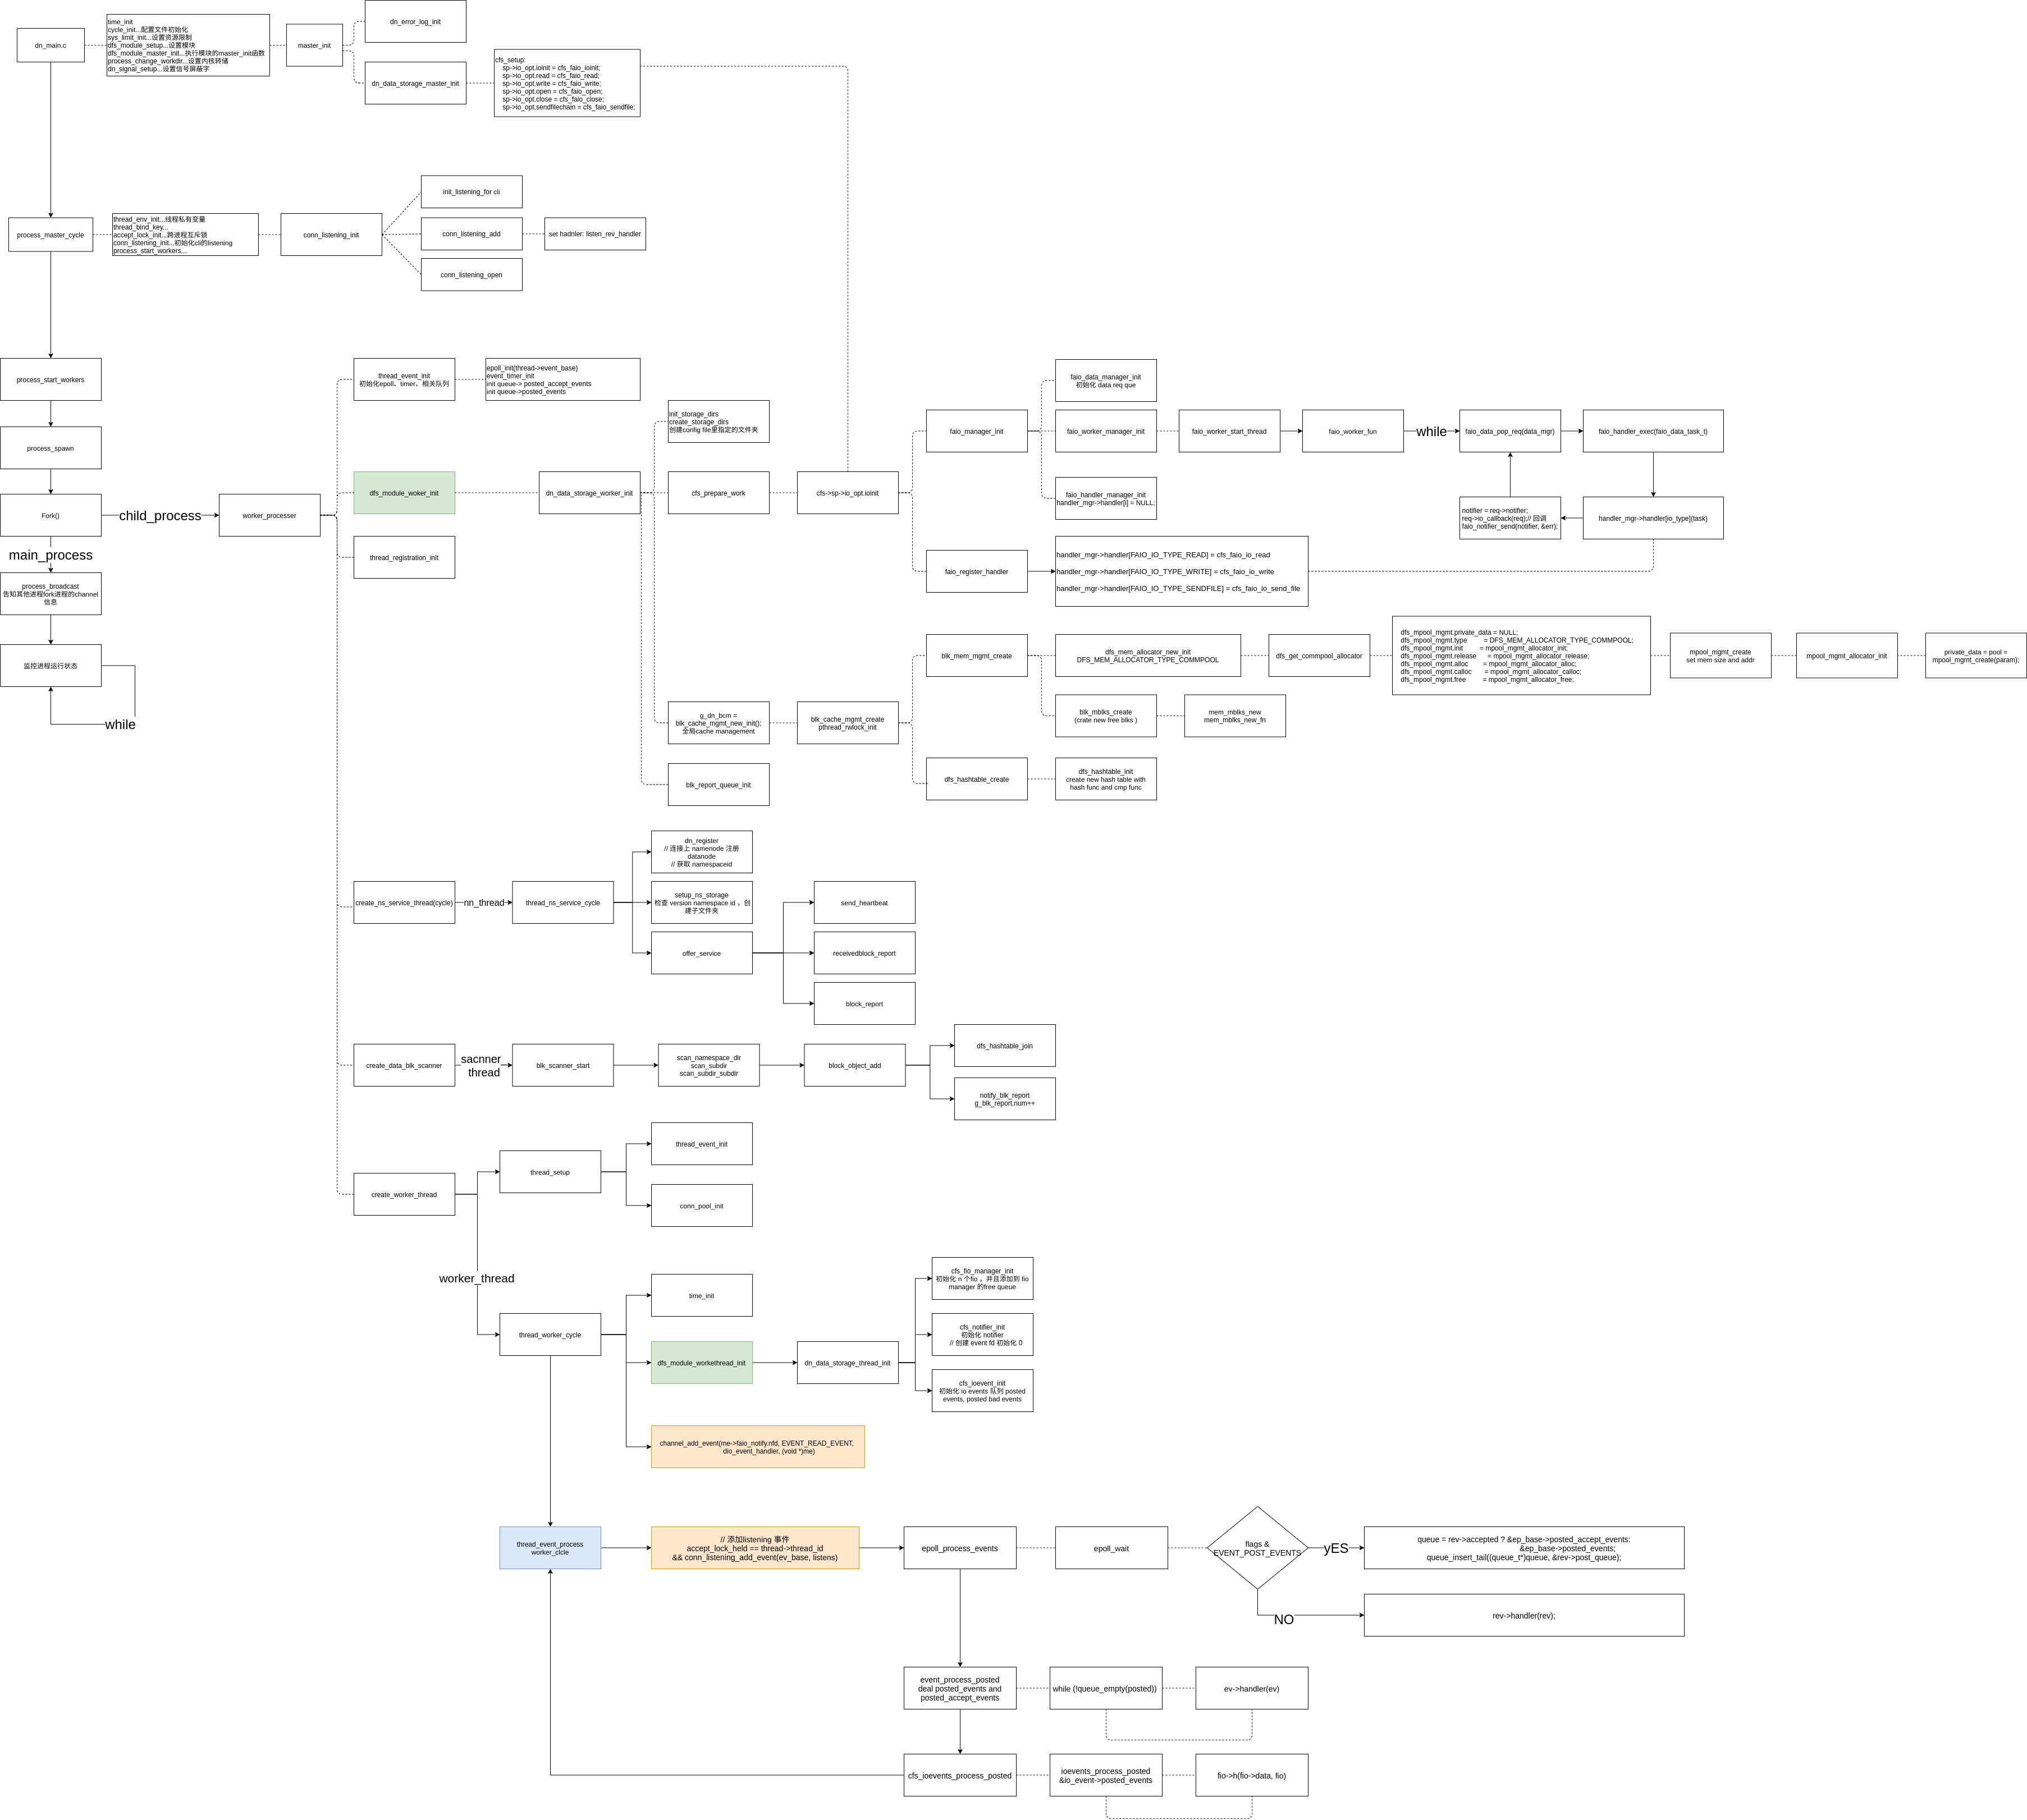 dn_main.c
time_init
cycle_init...配置文件初始化
sys_limit_init...设置资源限制
dfs_module_setup...设置模块
dfs_module_master_init...执行模块的master_init函数
process_change_workdir...设置内核转储
dn_signal_setup...设置信号屏蔽字
master_init
dn_error_log_init
dn_data_storage_master_init
cfs_setup:
sp->io_opt.ioinit = cfs_faio_ioinit;
sp->io_opt.read = cfs_faio_read;
sp->io_opt.write = cfs_faio_write;
sp->io_opt.open = cfs_faio_open;
sp->io_opt.close = cfs_faio_close;
sp->io_opt.sendfilechain = cfs_faio_sendfile;
process_master_cycle
thread_env_init...线程私有变量
thread_bind_key...
accept_lock_init...跨进程互斥锁
conn_listening_init...初始化cli的listening
process_start_workers...
conn_listening_init
init_listening_for cli
conn_listening_add
set hadnler: listen_rev_handler
conn_listening_open
process_start_workers
process_spawn
Fork()
child_process
worker_processer
main_process
process_broadcast
告知其他进程fork进程的channel
信息
监控进程运行状态
while
thread_event_init
初始化epoll、timer、相关队列
epoll_init(thread->event_base)
event_timer_init
init queue-> posted_accept_events
init queue->posted_events
dfs_module_woker_init
thread_registration_init
dn_data_storage_worker_init
init_storage_dirs
create_storage_dirs
创建config file里指定的文件夹
cfs_prepare_work
cfs->sp->io_opt.ioinit
faio_manager_init
faio_data_manager_init
初始化 data req que
faio_worker_manager_init
faio_worker_start_thread
faio_worker_fun
while
faio_data_pop_req(data_mgr)
faio_handler_exec(faio_data_task_t)
faio_handler_manager_init
handler_mgr->handler[i] = NULL;
notifier = req->notifier;
req->io_callback(req);// 回调
faio_notifier_send(notifier, &err);
handler_mgr->handler[io_type](task)
faio_register_handler
handler_mgr->handler[FAIO_IO_TYPE_READ] = cfs_faio_io_read
handler_mgr->handler[FAIO_IO_TYPE_WRITE] = cfs_faio_io_write
handler_mgr->handler[FAIO_IO_TYPE_SENDFILE] = cfs_faio_io_send_file
g_dn_bcm =
blk_cache_mgmt_new_init();
全局cache management
blk_cache_mgmt_create
pthread_rwlock_init
blk_mem_mgmt_create
dfs_mem_allocator_new_init
DFS_MEM_ALLOCATOR_TYPE_COMMPOOL
dfs_get_commpool_allocator
dfs_mpool_mgmt.private_data = NULL;
dfs_mpool_mgmt.type = DFS_MEM_ALLOCATOR_TYPE_COMMPOOL;
dfs_mpool_mgmt.init = mpool_mgmt_allocator_init;
dfs_mpool_mgmt.release = mpool_mgmt_allocator_release;
dfs_mpool_mgmt.alloc = mpool_mgmt_allocator_alloc;
dfs_mpool_mgmt.calloc = mpool_mgmt_allocator_calloc;
dfs_mpool_mgmt.free = mpool_mgmt_allocator_free;
mpool_mgmt_create
set mem size and addr
mpool_mgmt_allocator_init
private_data = pool =
mpool_mgmt_create(param);
blk_mblks_create
(crate new free blks )
mem_mblks_new
mem_mblks_new_fn
dfs_hashtable_create
dfs_hashtable_init
create new hash table with
hash func and cmp func
blk_report_queue_init
create_ns_service_thread(cycle)
nn_thread
thread_ns_service_cycle
dn_register
// 连接上 namenode 注册
datanode
// 获取 namespaceid
setup_ns_storage
检查 version namespace id ，创
建子文件夹
offer_service
send_heartbeat
receivedblock_report
block_report
create_data_blk_scanner
sacnner
thread
blk_scanner_start
scan_namespace_dir
scan_subdir
scan_subdir_subdir
block_object_add
dfs_hashtable_join
notify_blk_report
g_blk_report.num++
create_worker_thread
thread_setup
thread_event_init
conn_pool_init
worker_thread
thread_worker_cycle
time_init
dfs_module_workethread_init
dn_data_storage_thread_init
cfs_fio_manager_init
初始化 n 个fio ，并且添加到 fio
manager 的free queue
cfs_notifier_init
初始化 notifier
// 创建 event fd 初始化 0
cfs_ioevent_init
初始化 io events 队列 posted
events, posted bad events
channel_add_event(me->faio_notify.nfd, EVENT_READ_EVENT,
dio_event_handler, (void *)me)
thread_event_process
worker_clcle
// 添加listening 事件
accept_lock_held == thread->thread_id
&& conn_listening_add_event(ev_base, listens)
epoll_process_events
epoll_wait
flags &
EVENT_POST_EVENTS
yES
queue = rev->accepted ? &ep_base->posted_accept_events:
&ep_base->posted_events;
queue_insert_tail((queue_t*)queue, &rev->post_queue);
NO
rev->handler(rev);
event_process_posted
deal posted_events and
posted_accept_events
while (!queue_empty(posted))
ev->handler(ev)
cfs_ioevents_process_posted
ioevents_process_posted
&io_event->posted_events
fio->h(fio->data, fio)